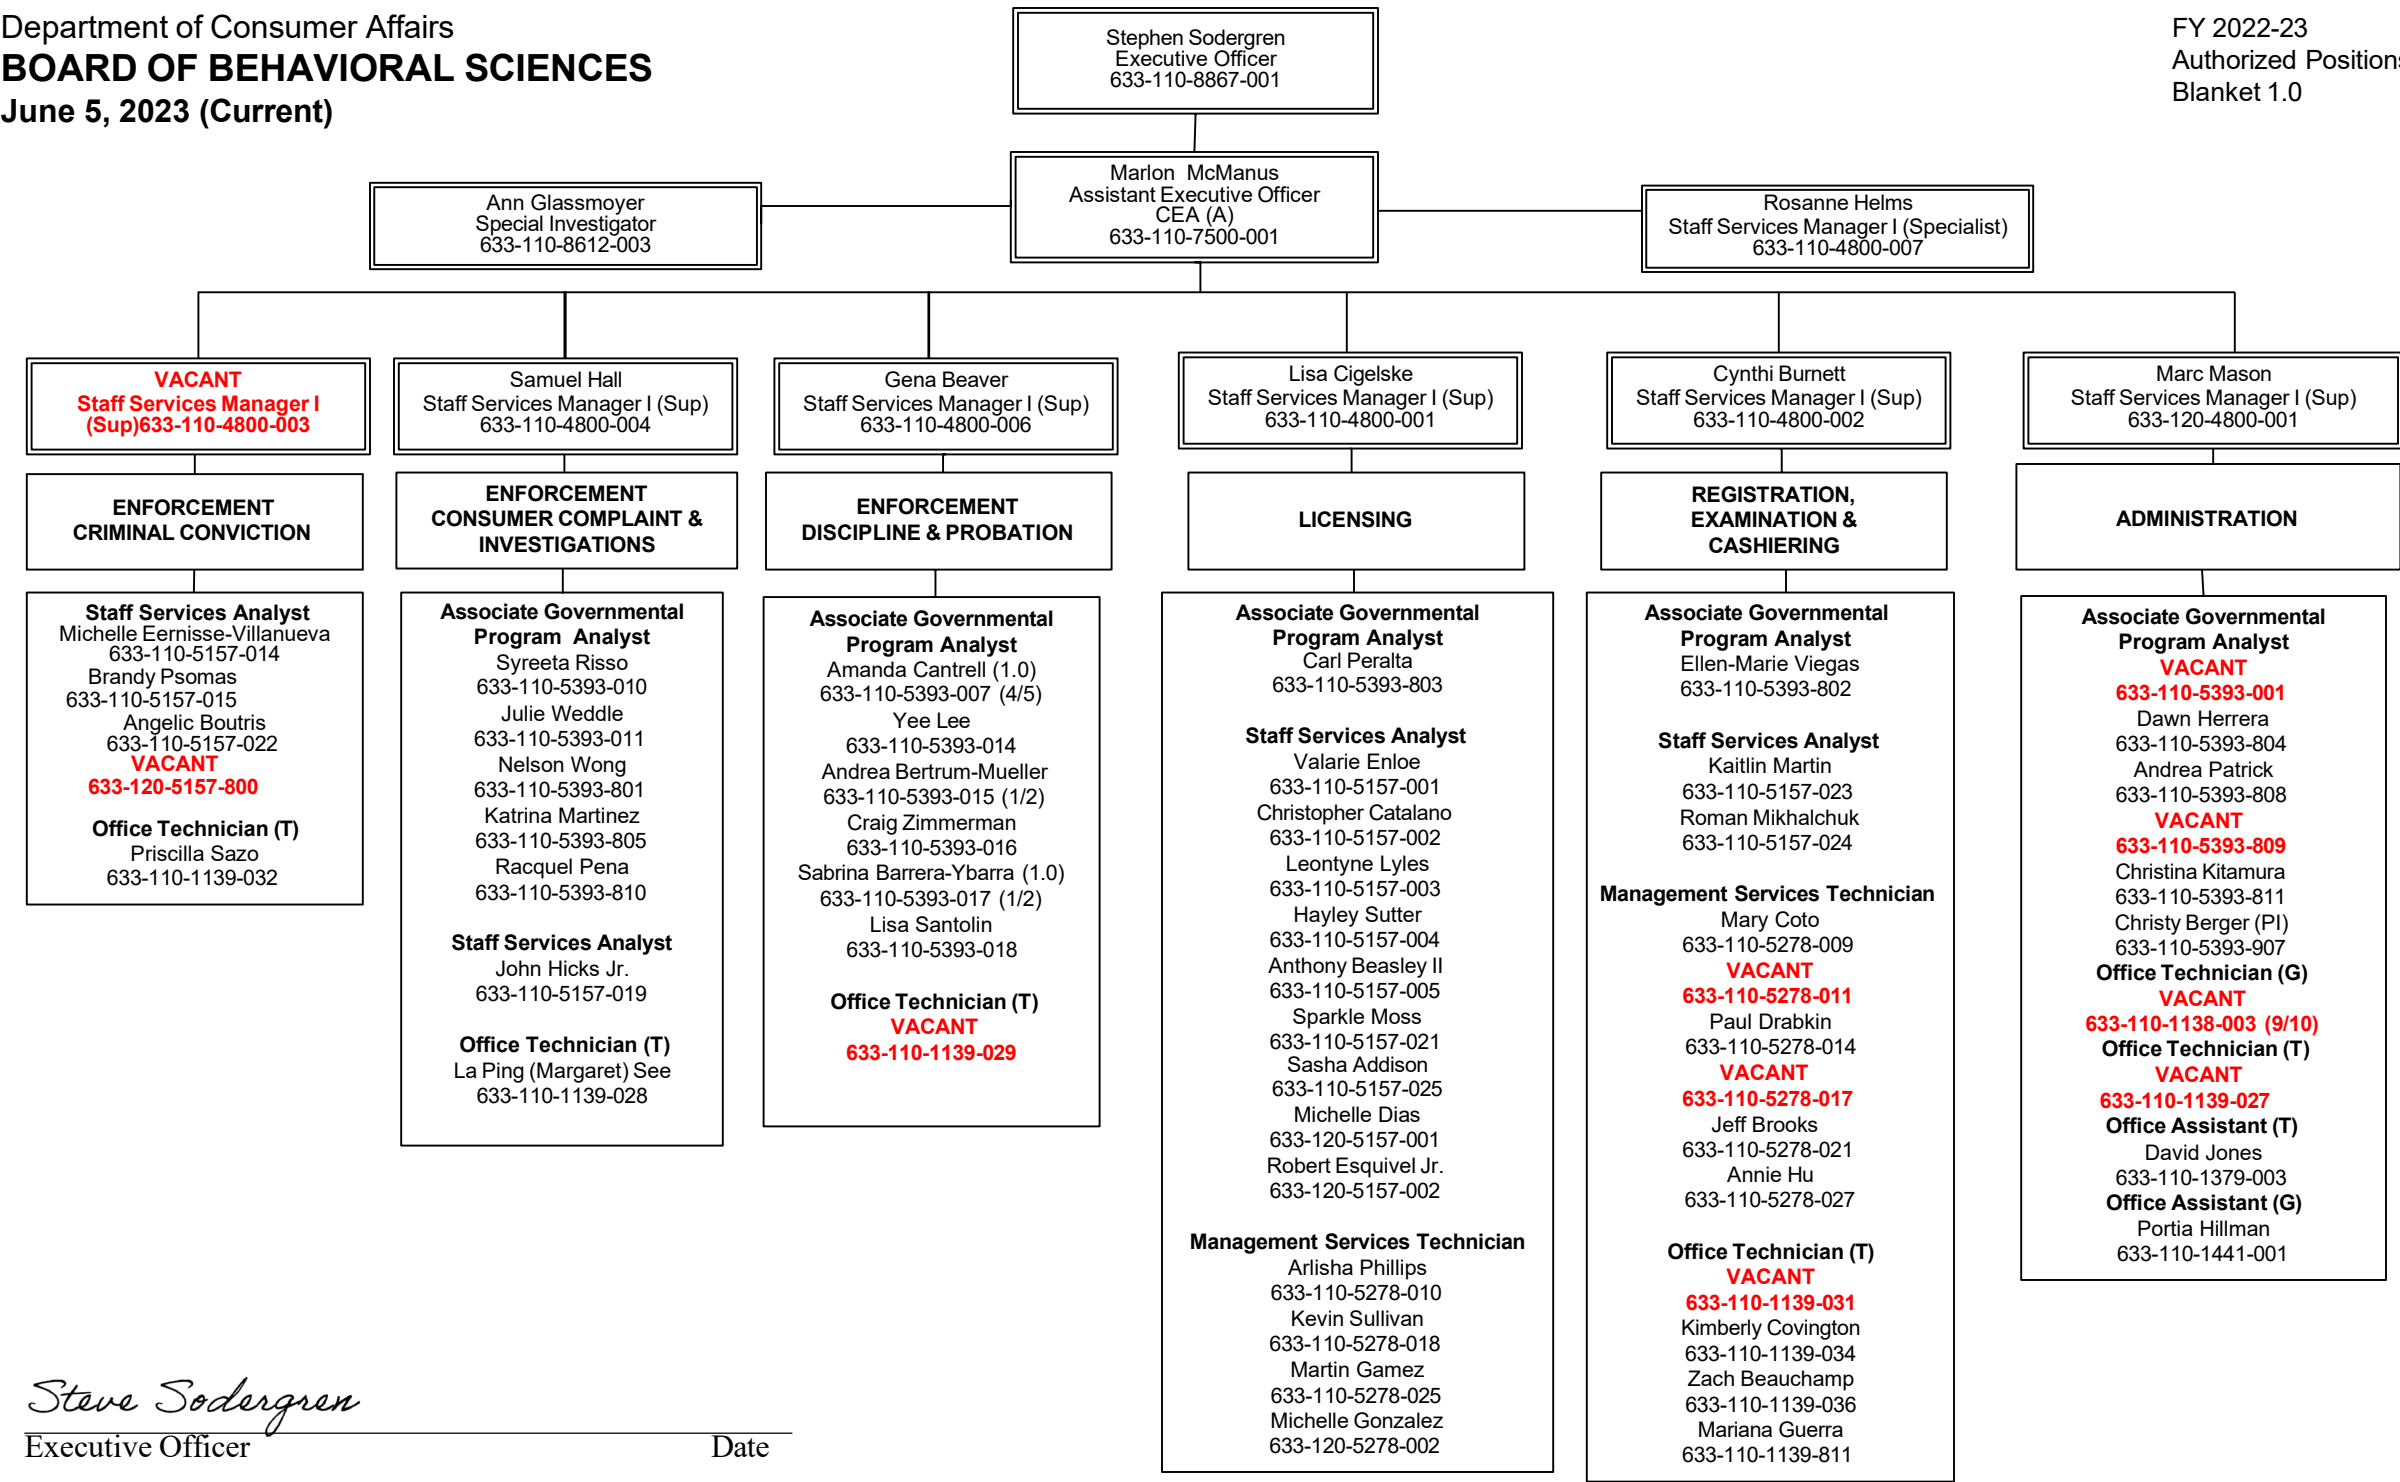 Department of Consumer Affairs
BOARD OF BEHAVIORAL SCIENCES
June 5, 2023 (Current)
FY 2022-23
Authorized Positions
Blanket 1.0
Stephen Sodergren
Executive Officer
633-110-8867-001
Marlon McManus
Assistant Executive Officer
CEA (A)
633-110-7500-001
Ann Glassmoyer
Special Investigator
633-110-8612-003
Rosanne Helms
Staff Services Manager I (Specialist)
633-110-4800-007
VACANT
Staff Services Manager I
(Sup)633-110-4800-003
ENFORCEMENT
CRIMINAL CONVICTION
Staff Services Analyst
Michelle Eernisse-Villanueva
633-110-5157-014
Brandy Psomas
633-110-5157-015
Angelic Boutris
633-110-5157-022
VACANT
633-120-5157-800
Office Technician (T)
Priscilla Sazo
633-110-1139-032
Samuel Hall
Staff Services Manager I (Sup)
633-110-4800-004
ENFORCEMENT
CONSUMER COMPLAINT &
INVESTIGATIONS
Associate Governmental
Program Analyst
Syreeta Risso
633-110-5393-010
Julie Weddle
633-110-5393-011
Nelson Wong
633-110-5393-801
Katrina Martinez
633-110-5393-805
Racquel Pena
633-110-5393-810
Staff Services Analyst
John Hicks Jr.
633-110-5157-019
Office Technician (T)
La Ping (Margaret) See
633-110-1139-028
Gena Beaver
Staff Services Manager I (Sup)
633-110-4800-006
ENFORCEMENT
DISCIPLINE & PROBATION
Associate Governmental
Program Analyst
Amanda Cantrell (1.0)
633-110-5393-007 (4/5)
Yee Lee
633-110-5393-014
Andrea Bertrum-Mueller
633-110-5393-015 (1/2)
Craig Zimmerman
633-110-5393-016
Sabrina Barrera-Ybarra (1.0)
633-110-5393-017 (1/2)
Lisa Santolin
633-110-5393-018
Office Technician (T)
VACANT
633-110-1139-029
Lisa Cigelske
Staff Services Manager I (Sup)
633-110-4800-001
LICENSING
Associate Governmental
Program Analyst
Carl Peralta
633-110-5393-803
Staff Services Analyst
Valarie Enloe
633-110-5157-001
Christopher Catalano
633-110-5157-002
Leontyne Lyles
633-110-5157-003
Hayley Sutter
633-110-5157-004
Anthony Beasley II
633-110-5157-005
Sparkle Moss
633-110-5157-021
Sasha Addison
633-110-5157-025
Michelle Dias
633-120-5157-001
Robert Esquivel Jr.
633-120-5157-002
Management Services Technician
Arlisha Phillips
633-110-5278-010
Kevin Sullivan
633-110-5278-018
Martin Gamez
633-110-5278-025
Michelle Gonzalez
633-120-5278-002
Cynthi Burnett
Staff Services Manager I (Sup)
633-110-4800-002
REGISTRATION,
EXAMINATION &
CASHIERING
Associate Governmental
Program Analyst
Ellen-Marie Viegas
633-110-5393-802
Staff Services Analyst
Kaitlin Martin
633-110-5157-023
Roman Mikhalchuk
633-110-5157-024
Management Services Technician
Mary Coto
633-110-5278-009
VACANT
633-110-5278-011
Paul Drabkin
633-110-5278-014
VACANT
633-110-5278-017
Jeff Brooks
633-110-5278-021
Annie Hu
633-110-5278-027
Office Technician (T)
VACANT
633-110-1139-031
Kimberly Covington
633-110-1139-034
Zach Beauchamp
633-110-1139-036
Mariana Guerra
633-110-1139-811
Marc Mason
Staff Services Manager I (Sup)
633-120-4800-001
ADMINISTRATION
Associate Governmental
Program Analyst
VACANT
633-110-5393-001
Dawn Herrera
633-110-5393-804
Andrea Patrick
633-110-5393-808
VACANT
633-110-5393-809
Christina Kitamura
633-110-5393-811
Christy Berger (PI)
633-110-5393-907
Office Technician (G)
VACANT
633-110-1138-003 (9/10)
Office Technician (T)
VACANT
633-110-1139-027
Office Assistant (T)
David Jones
633-110-1379-003
Office Assistant (G)
Portia Hillman
633-110-1441-001
Steve Sodergren
Executive Officer Date